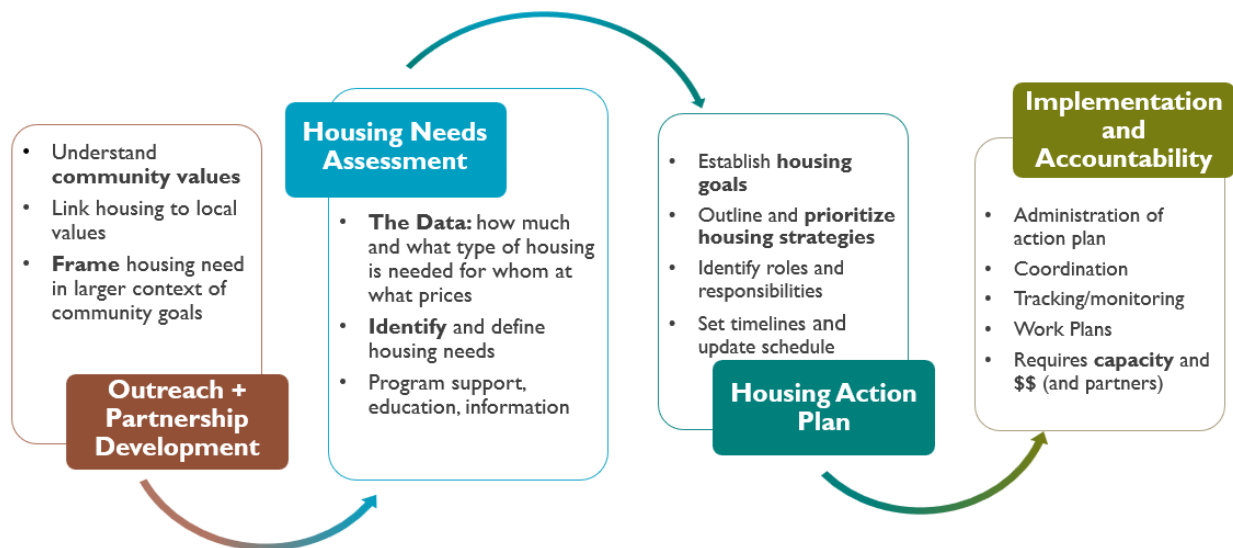 • Understand
community values
• Link housing to local
values
• Frame housing need
in larger context of
community goals
Outreach +
Partnership
Development
Housing Needs
Assessment
• The Data: how much
and what type of housing
is needed for whom at
what prices
• Identify and define
housing needs
• Program support,
education, information
• Establish housing
goals
• Outline and prioritize
housing strategies
• Identify roles and
responsibilities
• Set timelines and
update schedule
Housing Action
Plan
Implementation
and
Accountability
• Administration of
action plan
• Coordination
• Tracking/monitoring
• Work Plans
• Requires capacity and
$$ (and partners)